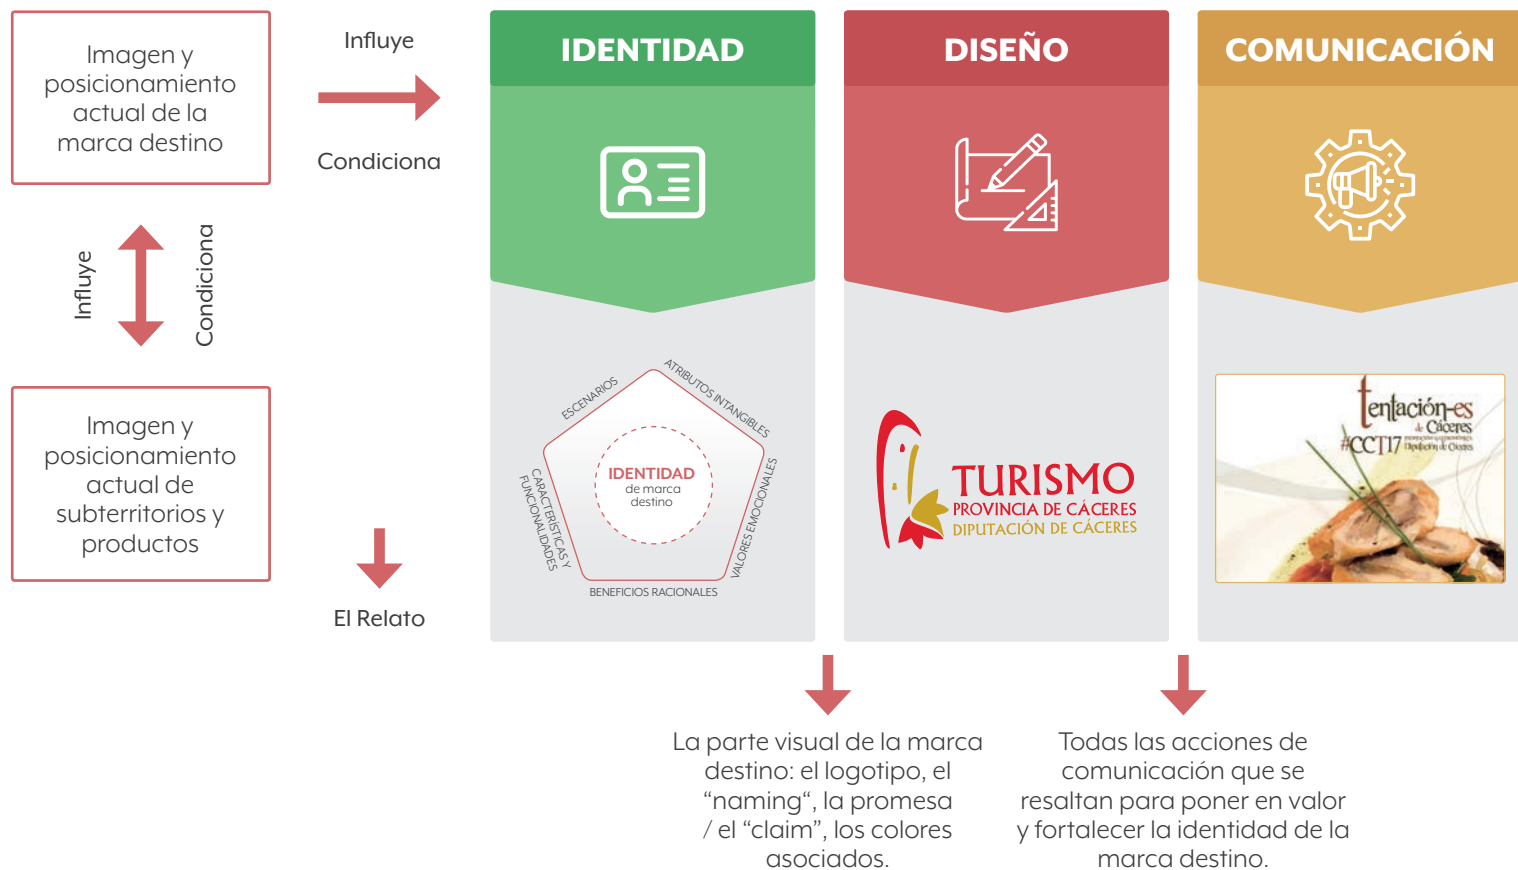 Imagen y
posicionamiento
actual de la
marca destino
Influye
Condiciona
Influye
Condiciona
Imagen y
posicionamiento
actual de
subterritorios y
productos
El Relato
IDENTIDAD
ESCENARIOS
ATRIBUTOS INTANGIBLES
VALORES EMOCIONALES
BENEFICIOS RACIONALES
CARACTERÍSTICAS Y
FUNCIONALIDADES
IDENTIDAD
de marca
destino
DISEÑO
TURISMO
PROVINCIA DE CÁCERES
DIPUTACIÓN DE CÁCERES
La parte visual de la marca
destino: el logotipo, el
“naming“, la promesa
/ el “claim”, los colores
asociados.
COMUNICACIÓN
tentación-es
de Cáceres
#CCT17
Diputación de Cáceres
Todas las acciones de
comunicación que se
resaltan para poner en valor
y fortalecer la identidad de la
marca destino.